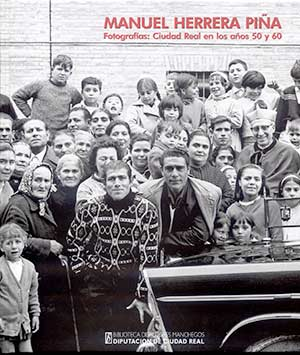 MANUEL HERRERA PIÑA
Fotografías: Ciudad Real en los años 50 y 60
BIBLIOTECA DE AUTORES MANCHEGOS
DIPUTACIÓN DE CIUDAD REAL